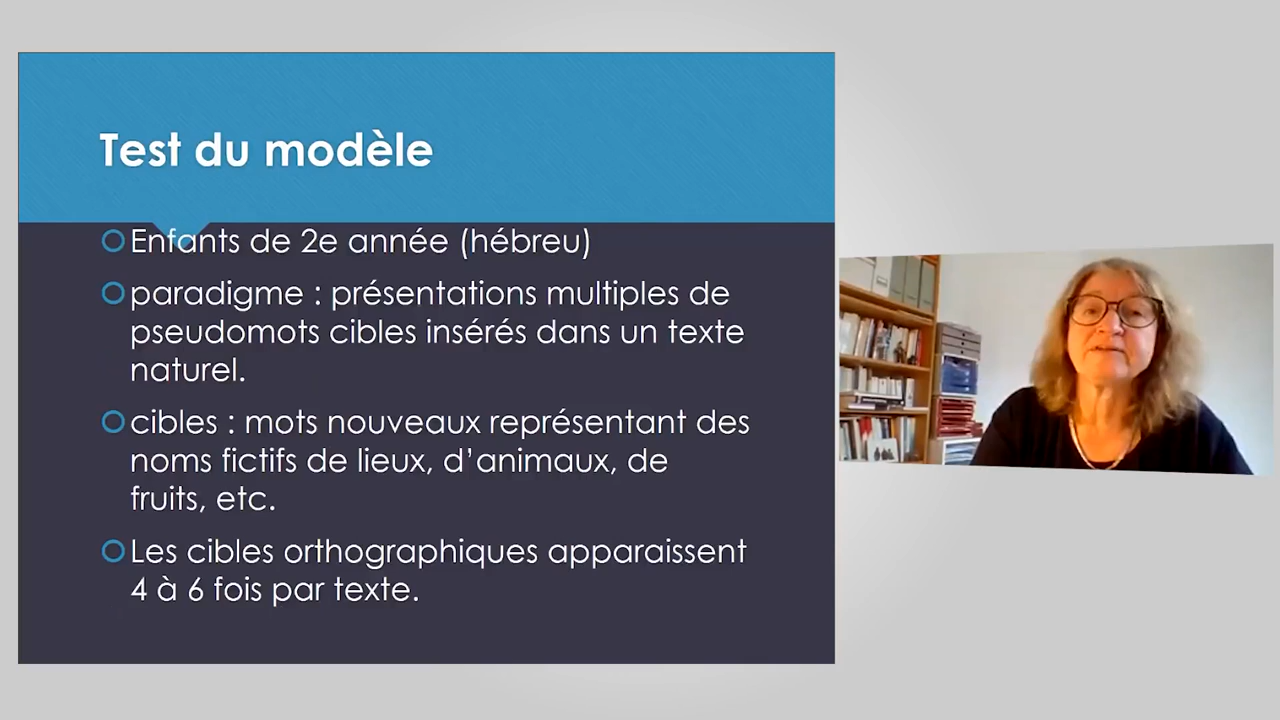 Test du modèle
Enfants de 2e année (hébreu)
paradigme : présentations multiples de
pseudomots cibles insérés dans un texte
naturel.
cibles : mots nouveaux représentant des
noms fictifs de lieux, d’animaux, de
fruits, etc.
Les cibles orthographiques apparaissent
4 à 6 fois par texte.